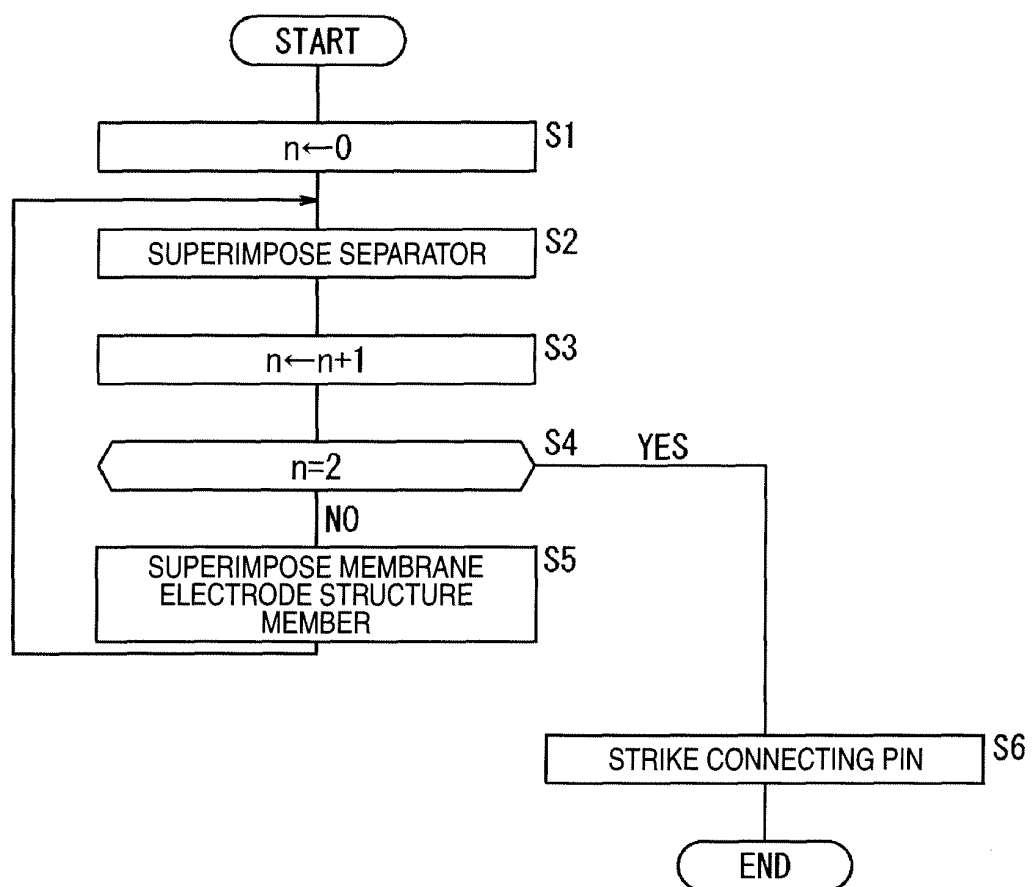 START
n←0
S1
SUPERIMPOSE SEPARATOR
S2
n←n+1
S3
n=2
S4
YES
NO
SUPERIMPOSE MEMBRANE
ELECTRODE STRUCTURE
MEMBER
S5
STRIKE CONNECTING PIN
S6
END